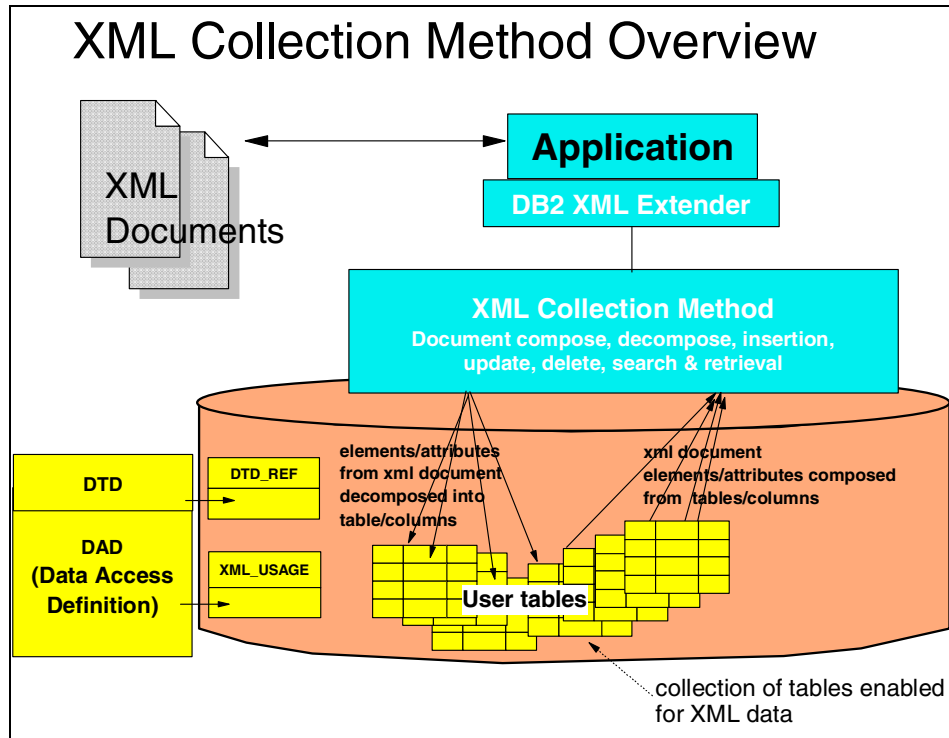 XML Collection Method Overview
XML
Documents
Application
DB2 XML Extender
XML Collection Method
Document compose, decompose, insertion,
update, delete, search & retrieval
elements/attributes
from xml document
decomposed into
table/columns
xml document
elements/attributes composed
from tables/columns
DTD
DTD_REF
DAD
(Data Access
Definition)
XML_USAGE
User tables
collection of tables enabled
for XML data